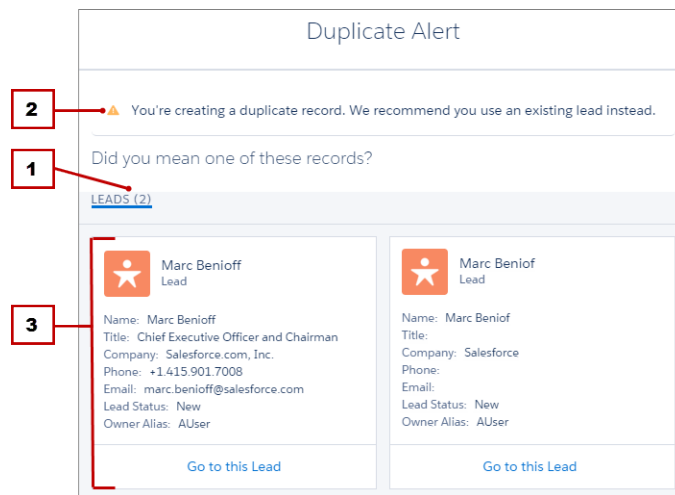 Duplicate Alert
2
You're creating a duplicate record. We recommend you use an existing lead instead.
Did you mean one of these records?
1
LEADS (2)
3
Marc Benioff
Lead
Name: Marc Benioff
Title: Chief Executive Officer and Chairman
Company: Salesforce.com, Inc.
Phone: +1.415.901.7008
Email: marc.benioff@salesforce.com
Lead Status: New
Owner Alias: AUser
Go to this Lead
Marc Beniof
Lead
Name: Marc Beniof
Title:
Company: Salesforce
Phone:
Email:
Lead Status: New
Owner Alias: AUser
Go to this Lead